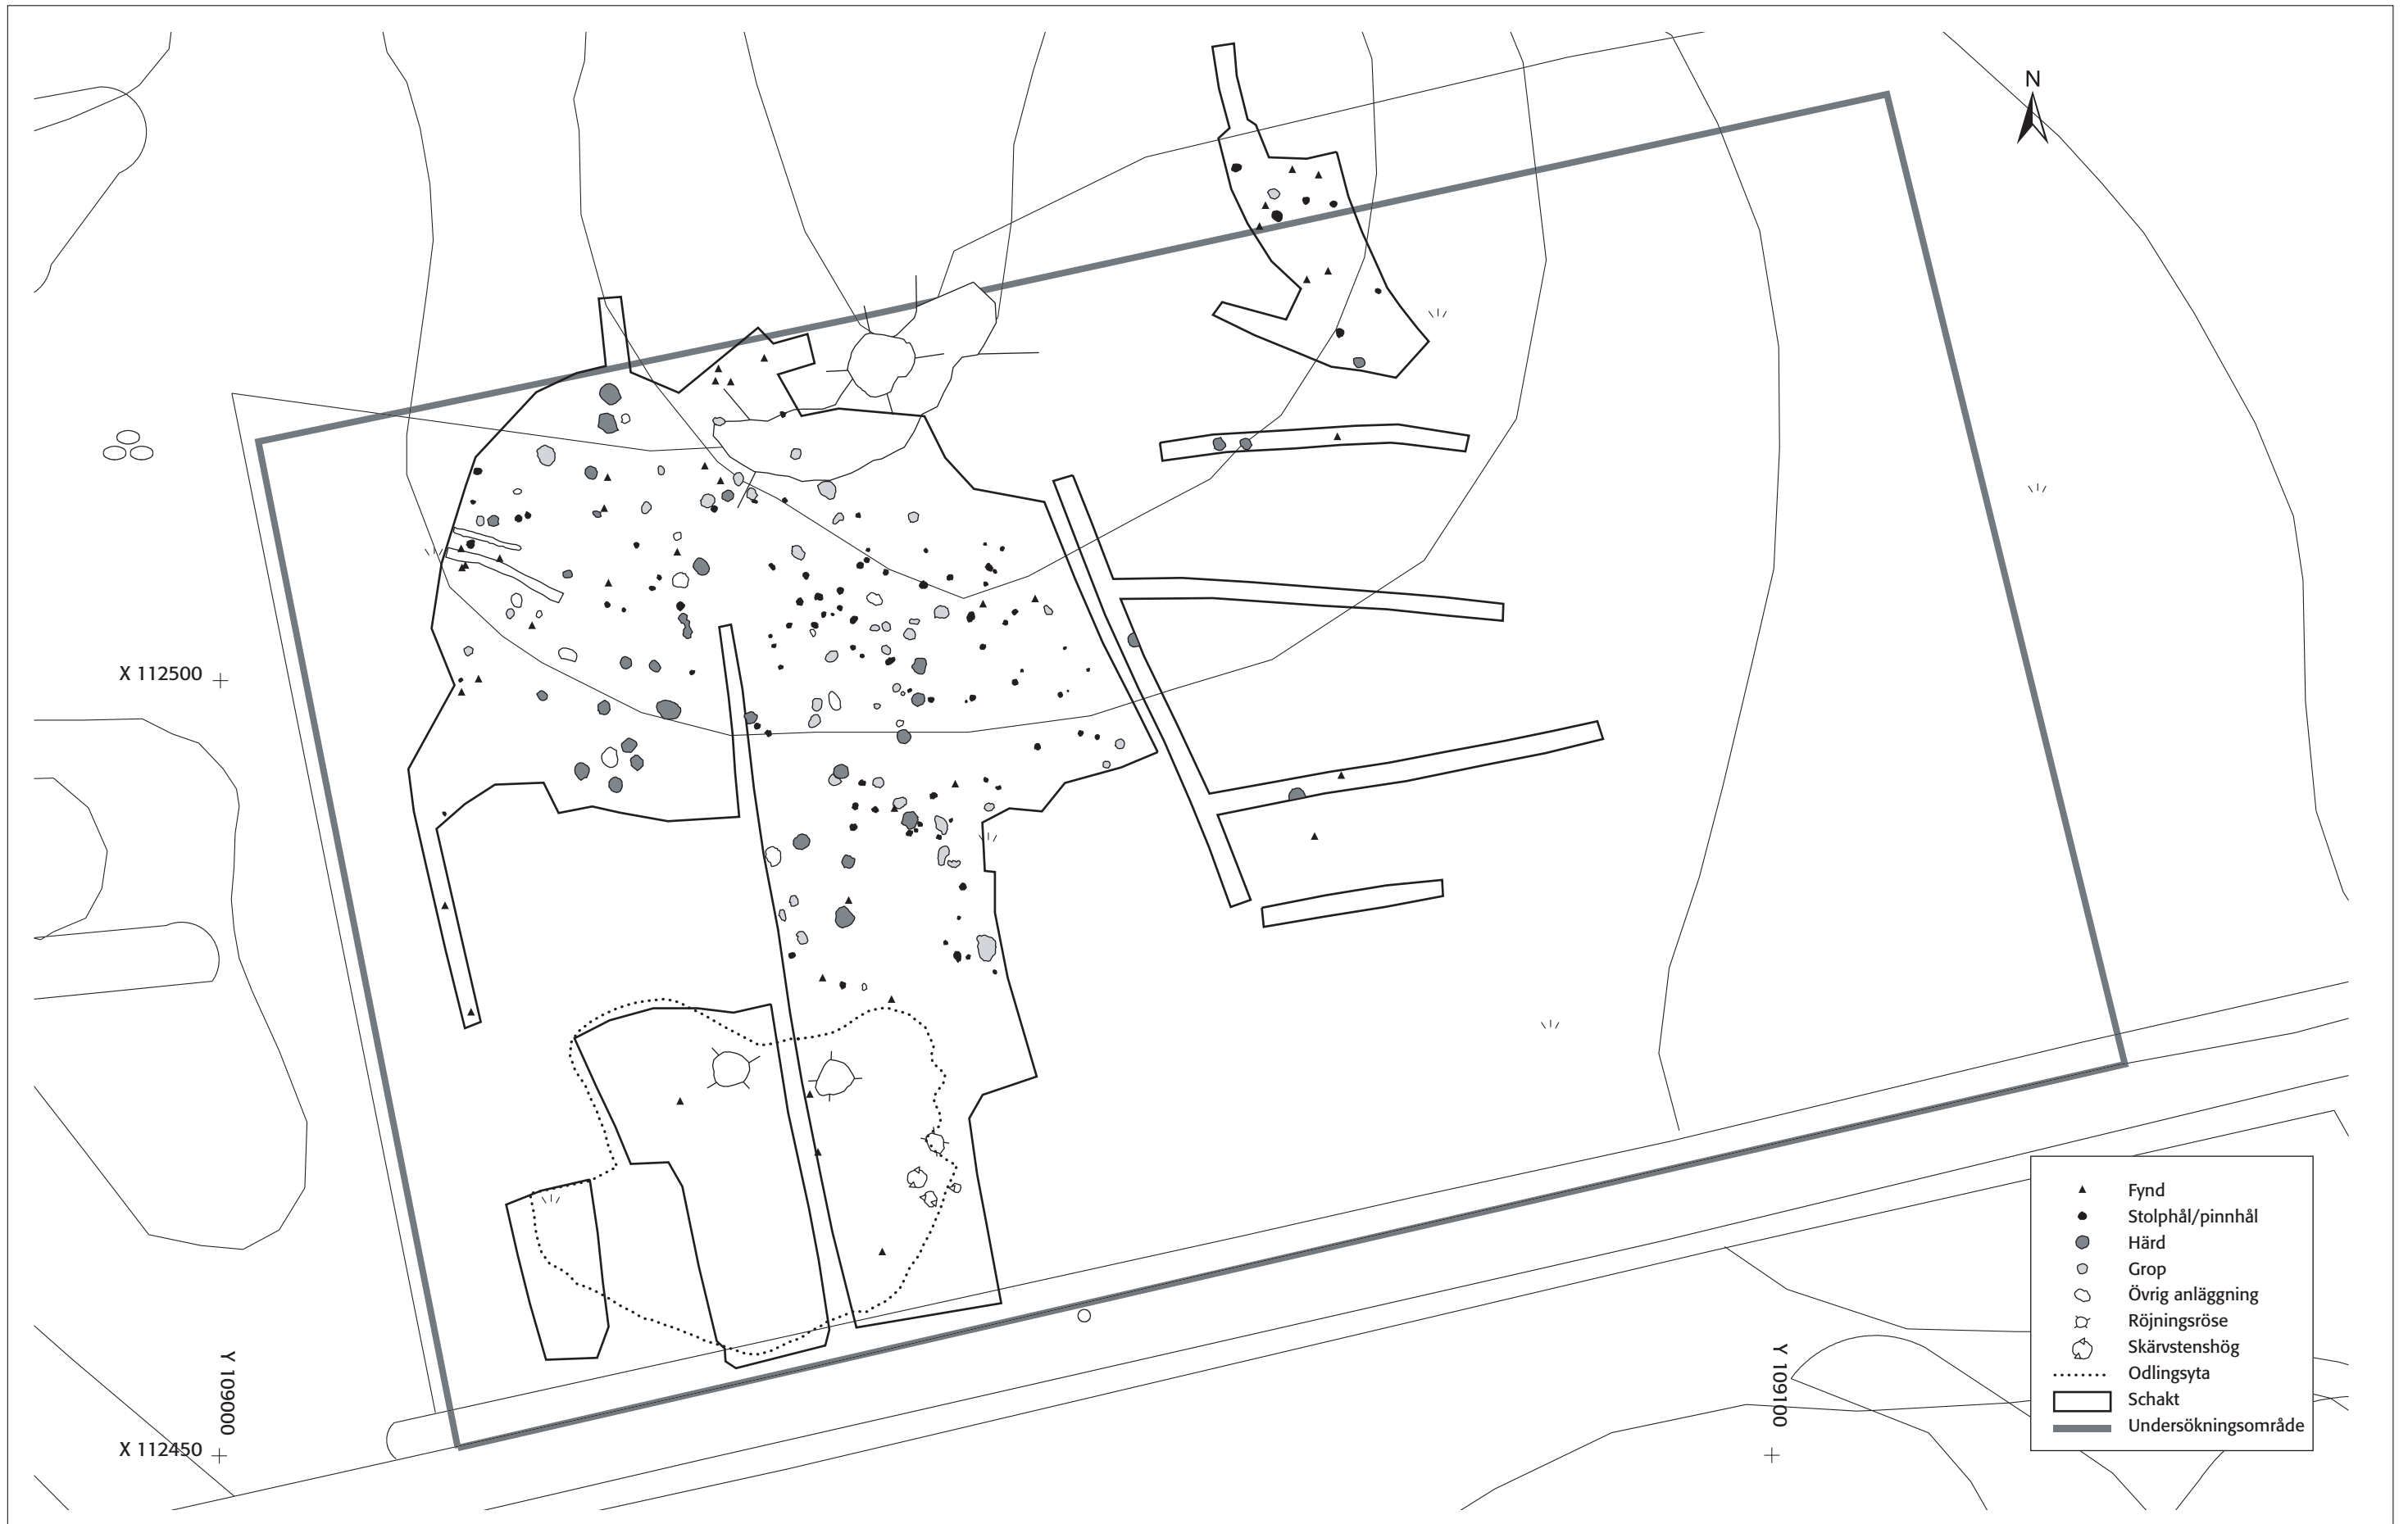 N
X 112500
X 112450
Y 109000
Y 109100
Fynd
Stolphål/pinnhål
Härd
Grop
Övrig anläggning
Röjningsröse
Skärvstenshög
Odlingsyta
Schakt
Undersökningsområde